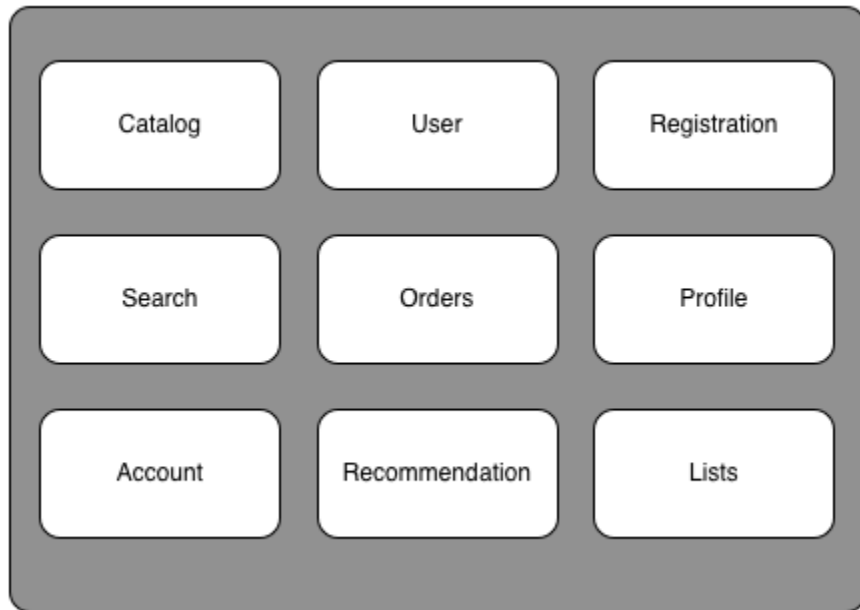 Catalog
User
Registration
Search
Orders
Profile
Account
Recommendation
Lists